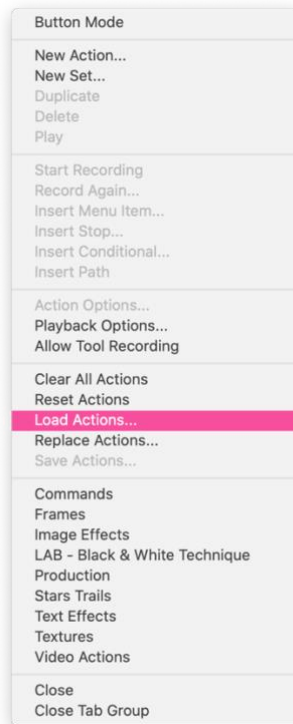 Button Mode
New Action...
New Set...
Duplicate
Delete
Play
Start Recording
Record Again...
Insert Menu Item...
Insert Stop...
Insert Conditional...
Insert Path
Action Options...
Playback Options...
Allow Tool Recording
Clear All Actions
Reset Actions
Load Actions...
Replace Actions...
Save Actions...
Commands
Frames
Image Effects
LAB - Black & White Technique
Production
Stars Trails
Text Effects
Textures
Video Actions
Close
Close Tab Group